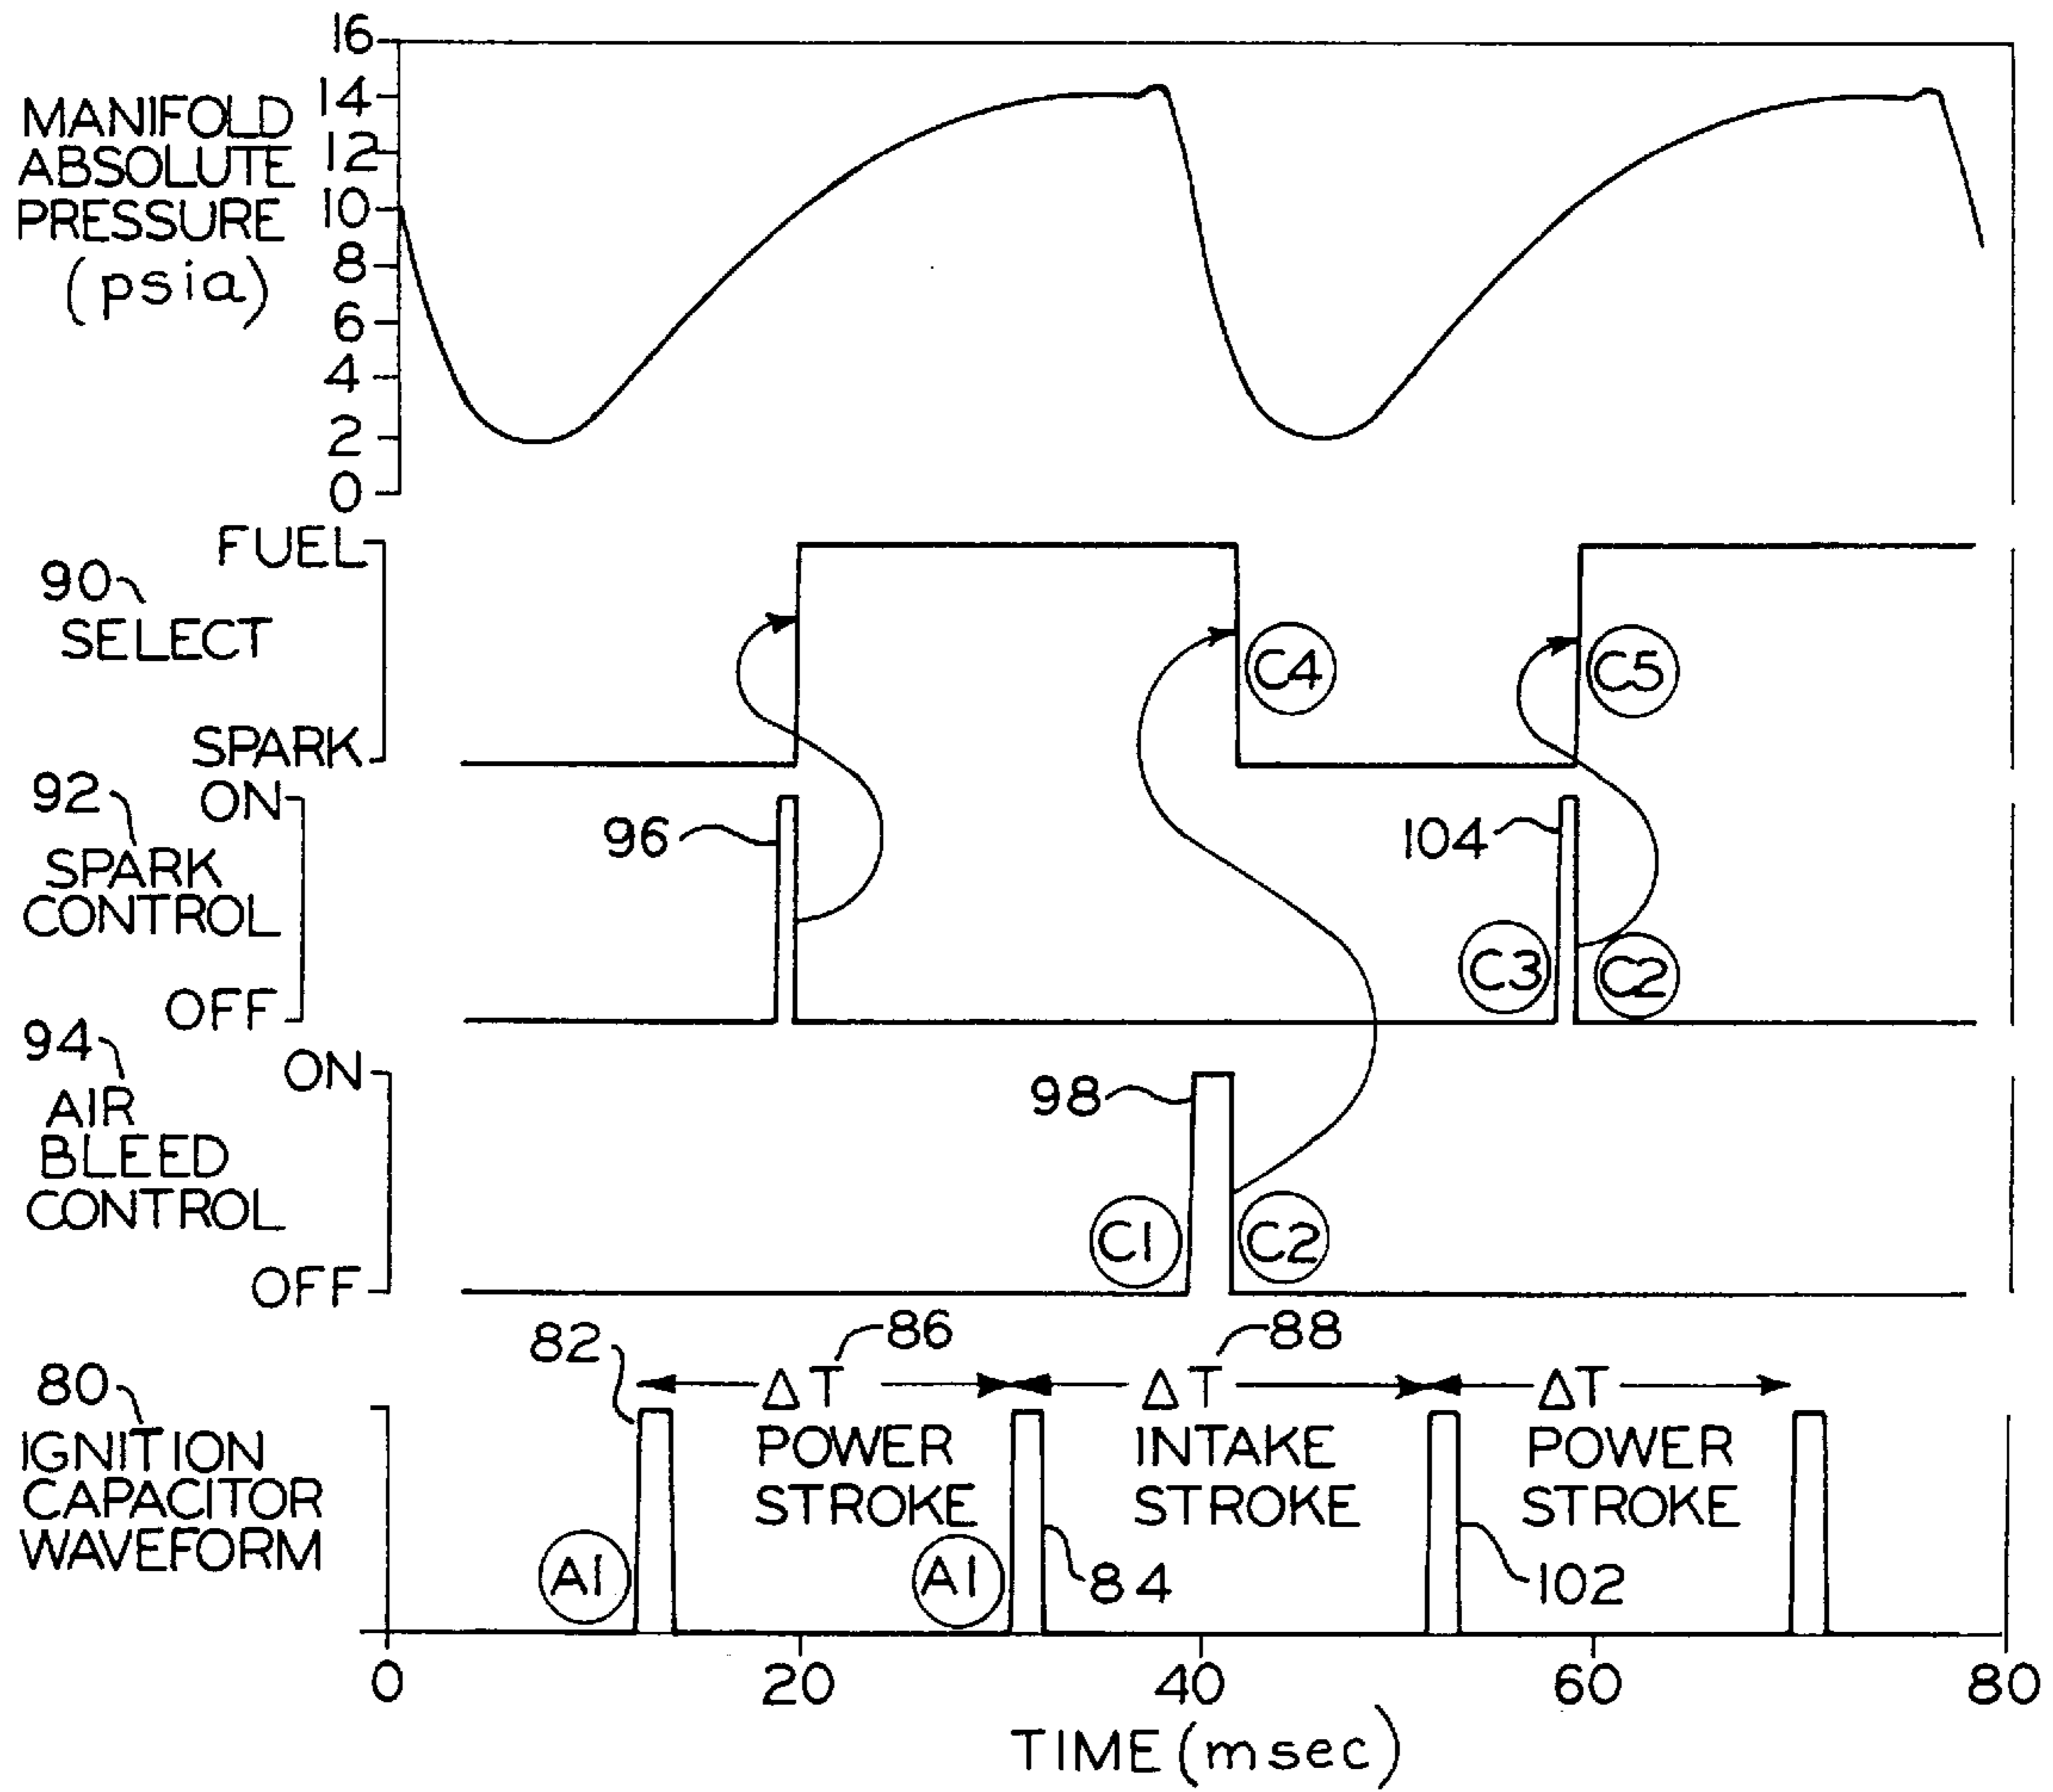 16
14
12
10
8
6
4
2
0
MANIFOLD
ABSOLUTE
PRESSURE
(psia)
FUEL
90
SELECT
SPARK
C4
C5
92
ON
SPARK
CONTROL
OFF
96
104
C3
C2
94
ON
AIR
BLEED
CONTROL
OFF
98
C1
C2
80
IGNITION
CAPACITOR
WAVEFORM
82
86
88
ΔT
POWER
STROKE
ΔT
INTAKE
STROKE
ΔT
POWER
STROKE
A1
A1
84
102
0 20 40 60 80
TIME (msec)